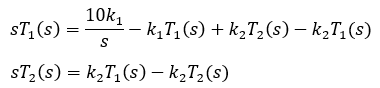 sT₁(s) = 10k₁/s − k₁T₁(s) + k₂T₂(s) − k₂T₁(s)
sT₂(s) = k₂T₁(s) − k₂T₂(s)